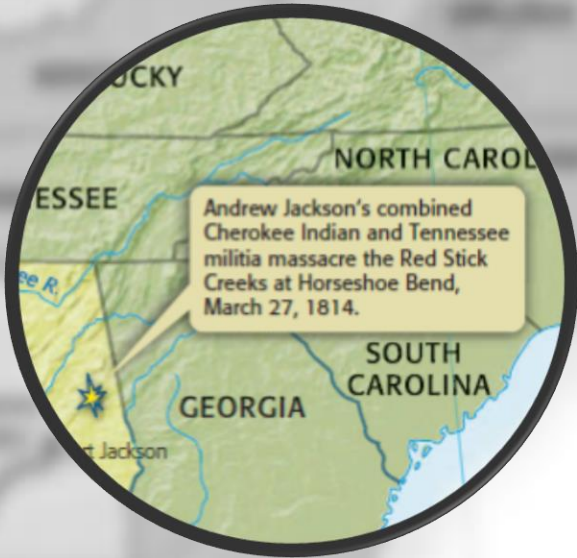 UCKY
NORTH CAROL
ESSEE
Andrew Jackson's combined
Cherokee Indian and Tennessee
militia massacre the Red Stick
Creeks at Horseshoe Bend,
March 27, 1814.
ee R.
SOUTH
CAROLINA
GEORGIA
rt Jackson